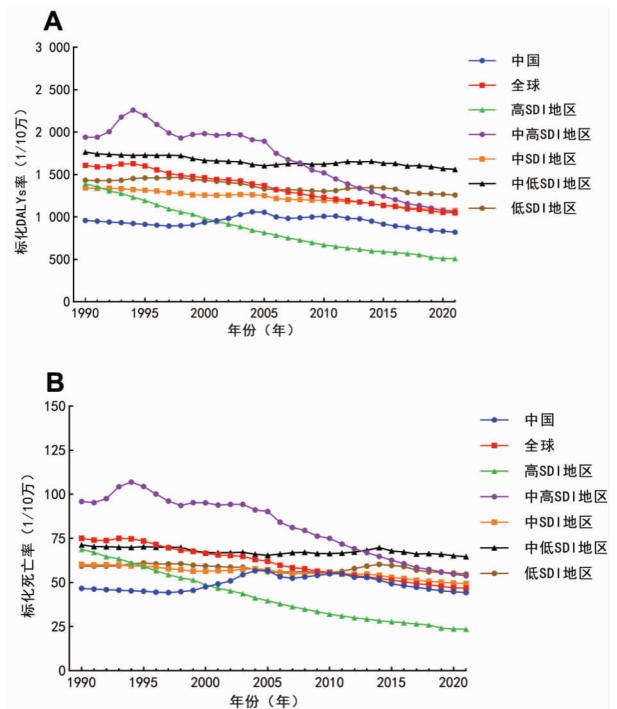 A
3 000
2 500
2 000
1 500
1 000
500
0
标化DALYs率（1/10万）
1990
1995
2000
2005
2010
2015
2020
年份（年）
中国
全球
高SDI地区
中高SDI地区
中SDI地区
中低SDI地区
低SDI地区
B
150
125
100
75
50
25
0
标化死亡率（1/10万）
1990
1995
2000
2005
2010
2015
2020
年份（年）
中国
全球
高SDI地区
中高SDI地区
中SDI地区
中低SDI地区
低SDI地区